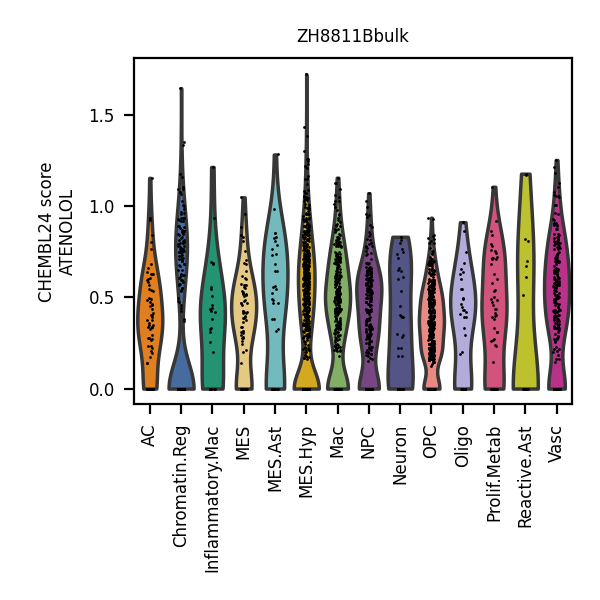 ZH8811Bbulk
CHEMBL24 score
ATENOLOL
1.5
1.0
0.5
0.0
AC
Chromatin.Reg
Inflammatory.Mac
MES
MES.Ast
MES.Hyp
Mac
NPC
Neuron
OPC
Oligo
Prolif.Metab
Reactive.Ast
Vasc